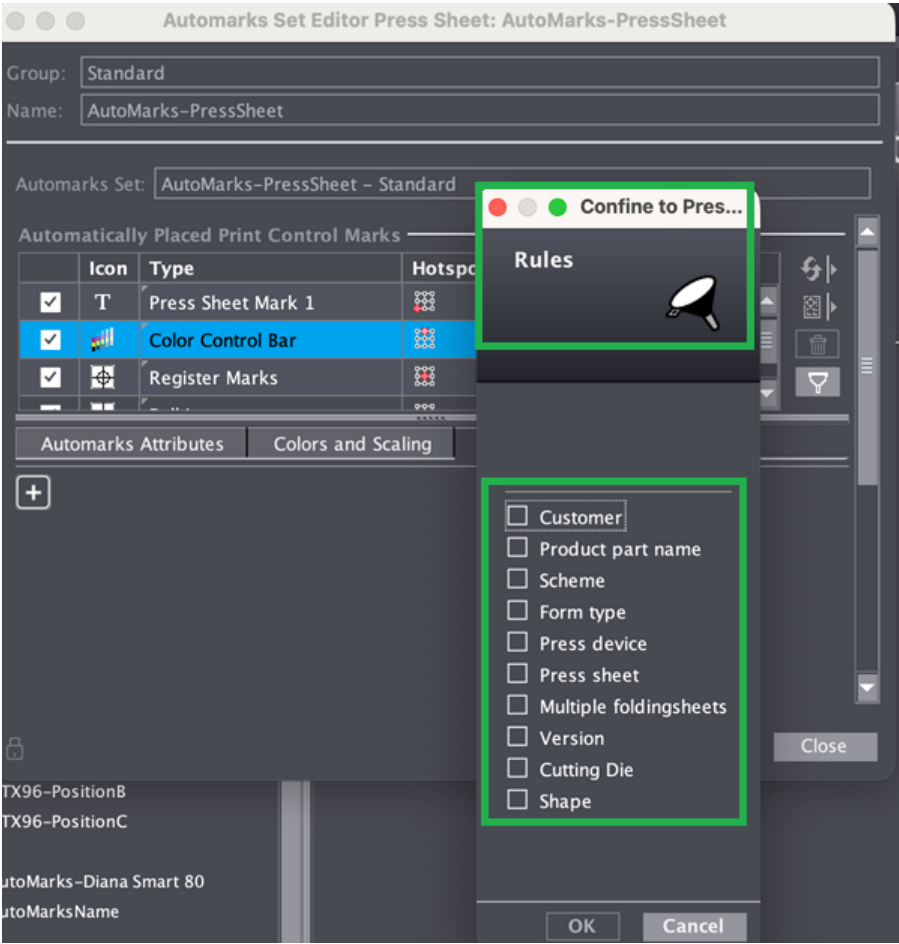 Automarks Set Editor Press Sheet: AutoMarks-PressSheet
Group: Standard
Name: AutoMarks-PressSheet
Automarks Set: AutoMarks-PressSheet - Standard
Automatically Placed Print Control Marks
Icon Type Hotspo
T Press Sheet Mark 1
Color Control Bar
Register Marks
Automarks Attributes Colors and Scaling
Confine to Pres...
Rules
Customer
Product part name
Scheme
Form type
Press device
Press sheet
Multiple foldingsheets
Version
Cutting Die
Shape
OK Cancel
Close
TX96-PositionB
TX96-PositionC
utoMarks-Diana Smart 80
utoMarksName